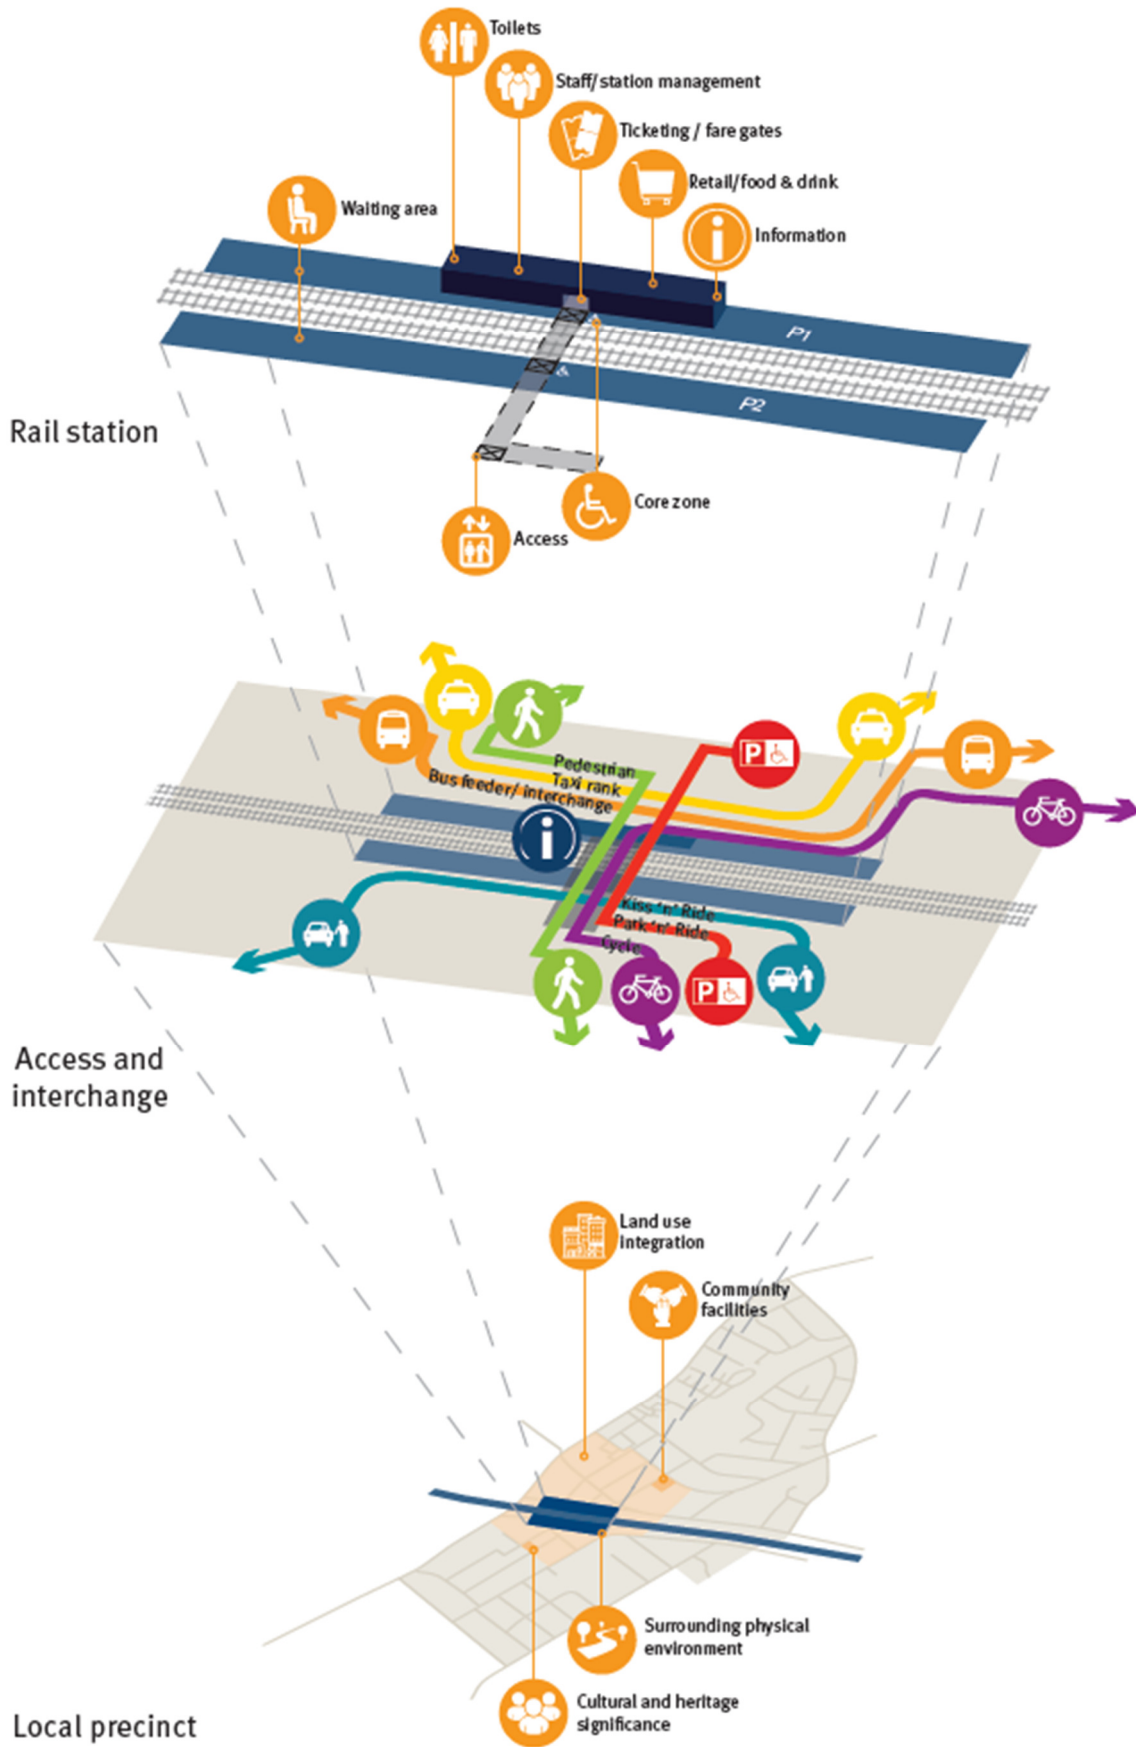 Toilets
Staff/station management
Ticketing / fare gates
Retail/food & drink
Waiting area
Information
P1
P2
&
Rail station
Core zone
Access
P
Pedestrian
Taxi rank
Bus feeder/ interchange
i
Kiss 'n' Ride
Park 'n' Ride
Cycle
P
Access and
interchange
Land use
integration
Community
facilities
Surrounding physical
environment
Cultural and heritage
significance
Local precinct